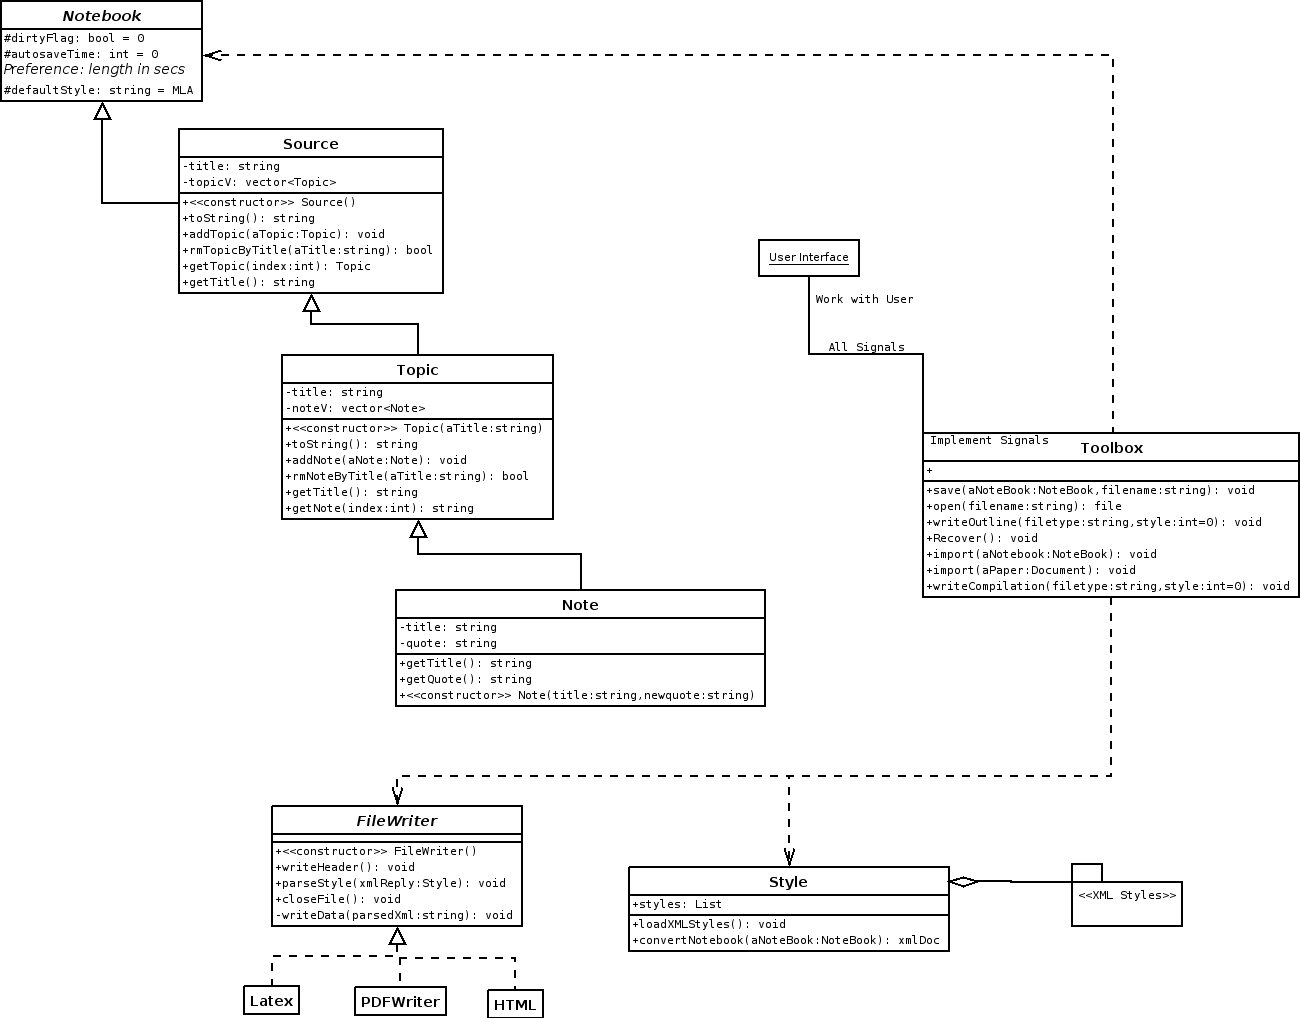 Notebook
#dirtyFlag: bool = 0
#autosaveTime: int = 0
Preference: length in secs
#defaultStyle: string = MLA
Source
-title: string
-topicV: vector<Topic>
+<<constructor>> Source()
+toString(): string
+addTopic(aTopic:Topic): void
+rmTopicByTitle(aTitle:string): bool
+getTopic(index:int): Topic
+getTitle(): string
User Interface
Work with User
All Signals
Topic
-title: string
-noteV: vector<Note>
+<<constructor>> Topic(aTitle:string)
+toString(): string
+addNote(aNote:Note): void
+rmNoteByTitle(aTitle:string): bool
+getTitle(): string
+getNote(index:int): string
Implement Signals
Toolbox
+
+save(aNoteBook:NoteBook,filename:string): void
+open(filename:string): file
+writeOutline(filetype:string,style:int=0): void
+Recover(): void
+import(aNotebook:NoteBook): void
+import(aPaper:Document): void
+writeCompilation(filetype:string,style:int=0): void
Note
-title: string
-quote: string
+getTitle(): string
+getQuote(): string
+<<constructor>> Note(title:string,newquote:string)
FileWriter
+<<constructor>> FileWriter()
+writeHeader(): void
+parseStyle(xmlReply:Style): void
+closeFile(): void
-writeData(parsedXml:string): void
Style
+styles: List
+loadXMLStyles(): void
+convertNotebook(aNoteBook:NoteBook): xmlDoc
<<XML Styles>>
Latex
PDFWriter
HTML